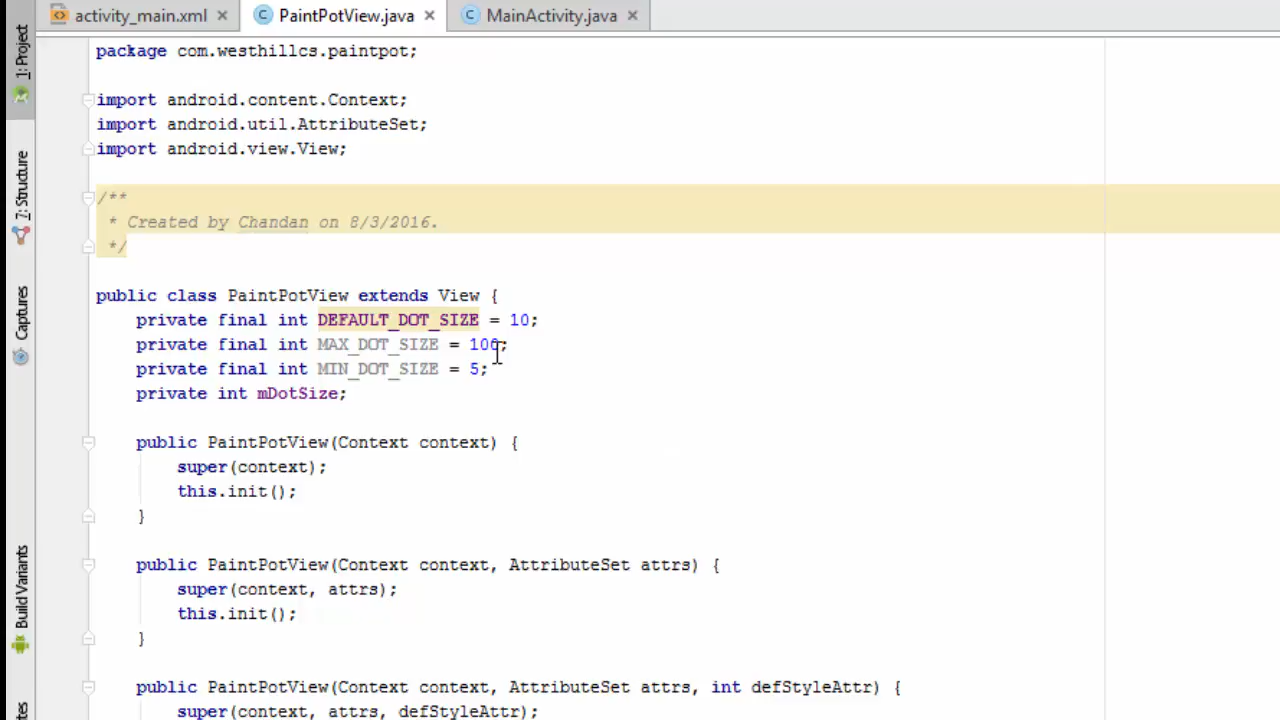 activity_main.xml PaintPotView.java MainActivity.java
1: Project
7: Structure
Captures
Build Variants
package com.westhillcs.paintpot;
import android.content.Context;
import android.util.AttributeSet;
import android.view.View;
/**
* Created by Chandan on 8/3/2016.
*/
public class PaintPotView extends View {
private final int DEFAULT_DOT_SIZE = 10;
private final int MAX_DOT_SIZE = 100;
private final int MIN_DOT_SIZE = 5;
private int mDotSize;
public PaintPotView(Context context) {
super(context);
this.init();
}
public PaintPotView(Context context, AttributeSet attrs) {
super(context, attrs);
this.init();
}
public PaintPotView(Context context, AttributeSet attrs, int defStyleAttr) {
super(context, attrs, defStyleAttr);